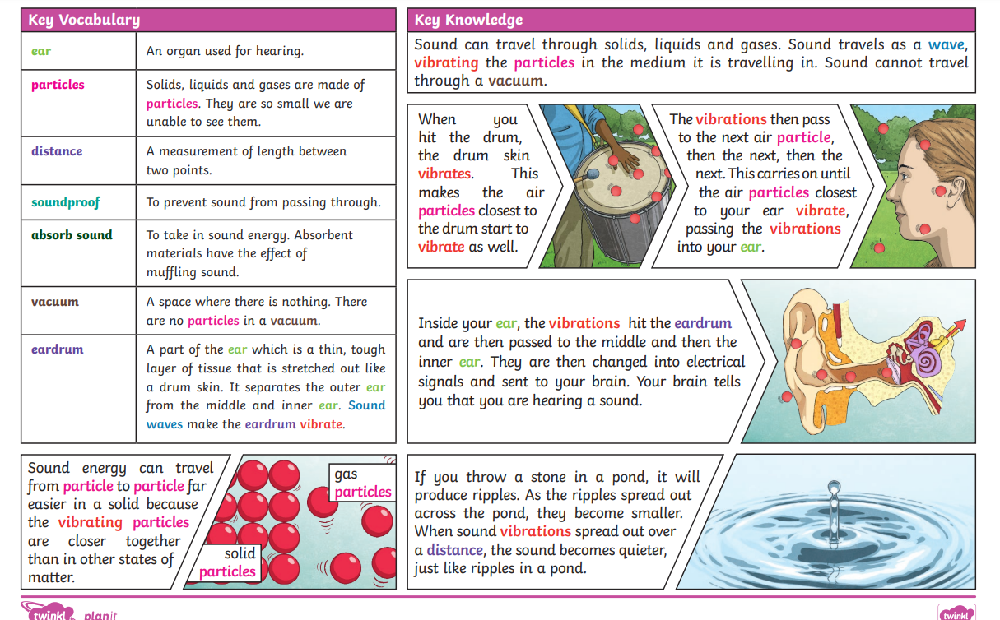 Key Vocabulary
ear
An organ used for hearing.
particles
Solids, liquids and gases are made of
particles. They are so small we are
unable to see them.
distance
A measurement of length between
two points.
soundproof
To prevent sound from passing through.
absorb sound
To take in sound energy. Absorbent
materials have the effect of
muffling sound.
vacuum
A space where there is nothing. There
are no particles in a vacuum.
eardrum
A part of the ear which is a thin, tough
layer of tissue that is stretched out like
a drum skin. It separates the outer ear
from the middle and inner ear. Sound
waves make the eardrum vibrate.
Sound energy can travel
from particle to particle far
easier in a solid because
the vibrating particles
are closer together
than in other states of
matter.
gas
particles
solid
particles
Key Knowledge
Sound can travel through solids, liquids and gases. Sound travels as a wave,
vibrating the particles in the medium it is travelling in. Sound cannot travel
through a vacuum.
When you
hit the drum,
the drum skin
vibrates. This
makes the air
particles closest to
the drum start to
vibrate as well.
The vibrations then pass
to the next air particle,
then the next, then the
next. This carries on until
the air particles closest
to your ear vibrate,
passing the vibrations
into your ear.
Inside your ear, the vibrations hit the eardrum
and are then passed to the middle and then the
inner ear. They are then changed into electrical
signals and sent to your brain. Your brain tells
you that you are hearing a sound.
If you throw a stone in a pond, it will
produce ripples. As the ripples spread out
across the pond, they become smaller.
When sound vibrations spread out over
a distance, the sound becomes quieter,
just like ripples in a pond.
twinkl planit
twinkl